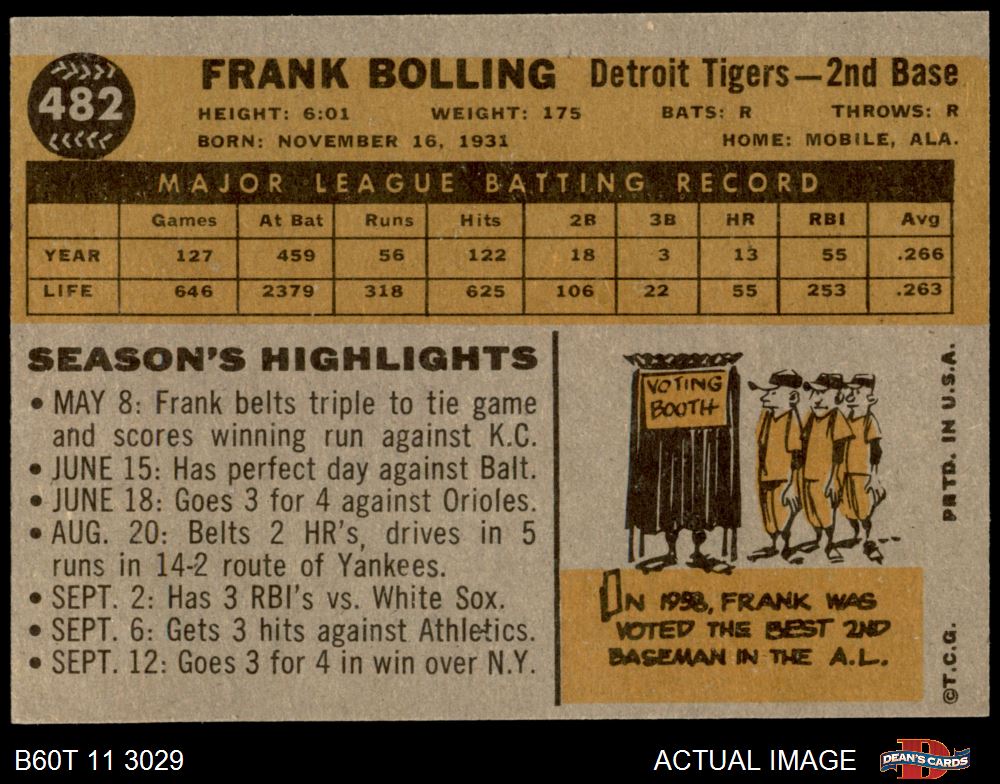 482
FRANK BOLLING Detroit Tigers—2nd Base
HEIGHT: 6:01 WEIGHT: 175 BATS: R THROWS: R
BORN: NOVEMBER 16, 1931 HOME: MOBILE, ALA.
MAJOR LEAGUE BATTING RECORD
Games At Bat Runs Hits 2B 3B HR RBI Avg
YEAR 127 459 56 122 18 3 13 55 .266
LIFE 646 2379 318 625 106 22 55 253 .263
SEASON'S HIGHLIGHTS
• MAY 8: Frank belts triple to tie game
and scores winning run against K.C.
• JUNE 15: Has perfect day against Balt.
• JUNE 18: Goes 3 for 4 against Orioles.
• AUG. 20: Belts 2 HR's, drives in 5
runs in 14-2 route of Yankees.
• SEPT. 2: Has 3 RBI's vs. White Sox.
• SEPT. 6: Gets 3 hits against Athletics.
• SEPT. 12: Goes 3 for 4 in win over N.Y.
VOTING
BOOTH
IN 1958, FRANK WAS
VOTED THE BEST 2ND
BASEMAN IN THE A.L.
©T.C.G. PRTD. IN U.S.A.
B60T 11 3029 ACTUAL IMAGE
DEAN'S CARDS